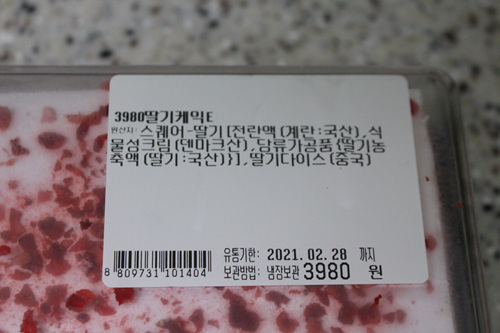 3980딸기케익E
원산지: 스퀘어-딸기 [전란액 (계란:국산), 식
물성크림 (덴마크산), 당류가공품 {딸기농
축액 (딸기:국산)}], 딸기다이스 (중국)
유통기한: 2021.02.28 까지
보관방법: 냉장보관 3980 원
8 809731 101404